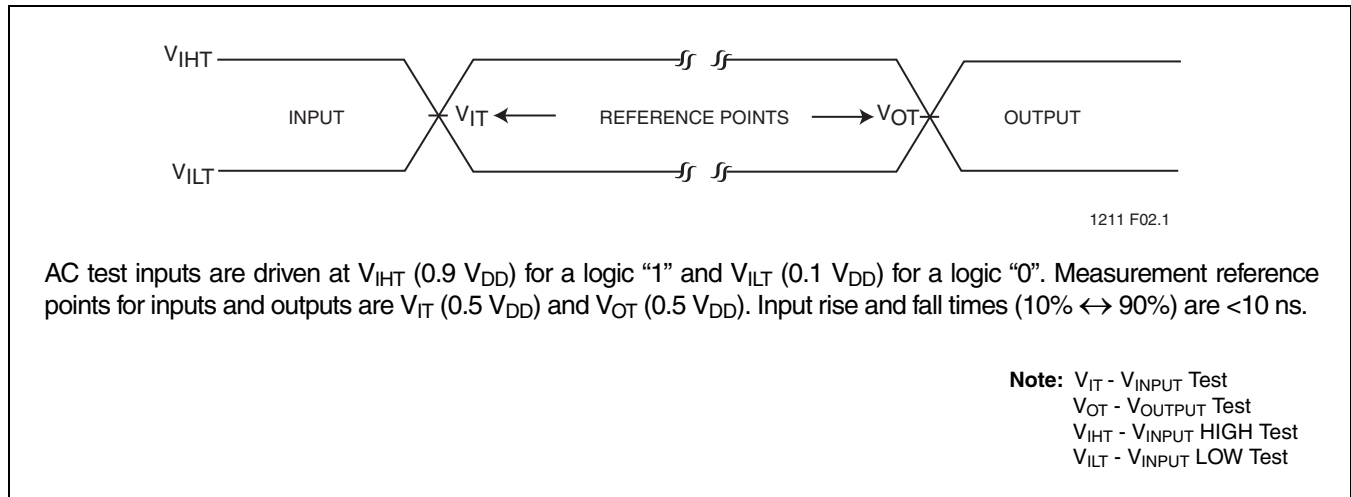 VIHT
INPUT VIT REFERENCE POINTS VOT OUTPUT
VILT
1211 F02.1
AC test inputs are driven at VIHT (0.9 VDD) for a logic “1” and VILT (0.1 VDD) for a logic “0”. Measurement reference
points for inputs and outputs are VIT (0.5 VDD) and VOT (0.5 VDD). Input rise and fall times (10% ↔ 90%) are <10 ns.
Note: VIT - VINPUT Test
VOT - VOUTPUT Test
VIHT - VINPUT HIGH Test
VILT - VINPUT LOW Test